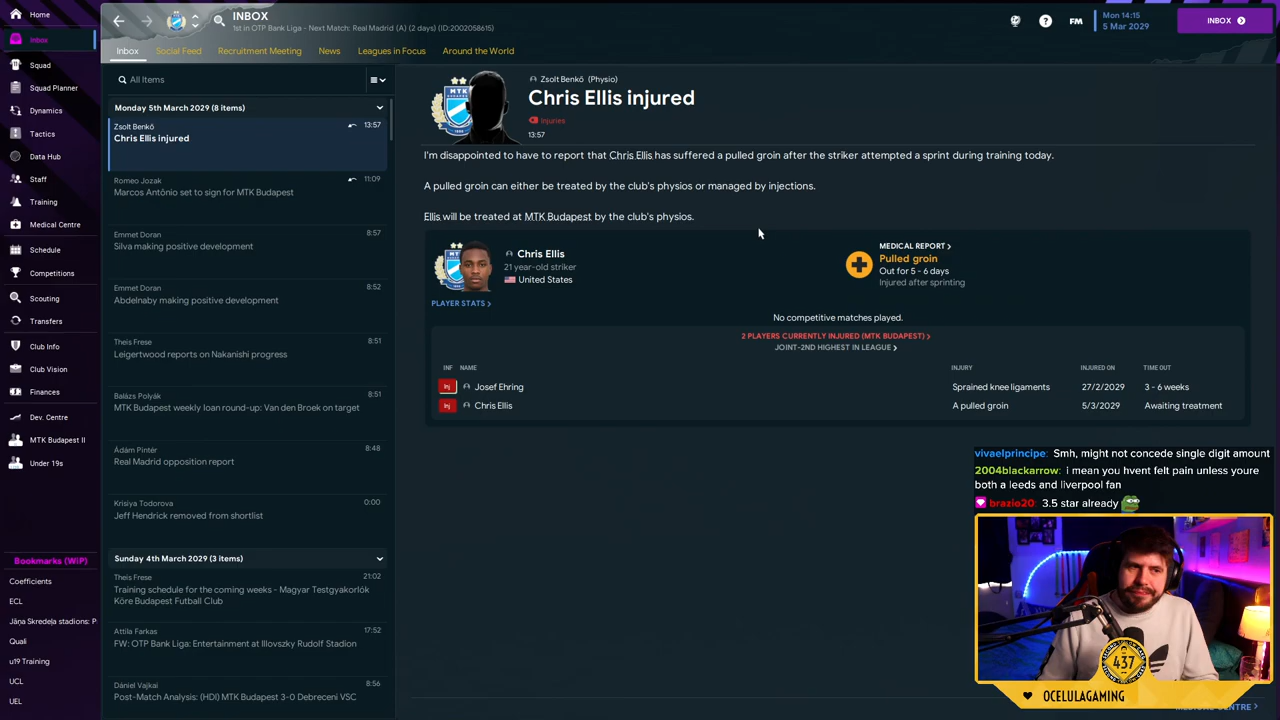 Home
Inbox
Squad
Squad Planner
Dynamics
Tactics
Data Hub
Staff
Training
Medical Centre
Schedule
Competitions
Scouting
Transfers
Club Info
Club Vision
Finances
Dev. Centre
MTK Budapest II
Under 19s
Bookmarks (WiP)
Coefficients
ECL
Jāņa Skredeļa stadions: P
Quali
u19 Training
UCL
UEL
INBOX
1st in OTP Bank Liga - Next Match: Real Madrid (A) (2 days) (ID:2002058615)
FM
Mon 14:15
5 Mar 2029
INBOX
Inbox
Social Feed
Recruitment Meeting
News
Leagues in Focus
Around the World
All Items
Monday 5th March 2029 (8 items)
Zsolt Benkő 13:57
Chris Ellis injured
Romeo Jozak 11:09
Marcos Antônio set to sign for MTK Budapest
Emmet Doran 8:57
Silva making positive development
Emmet Doran 8:52
Abdelnaby making positive development
Theis Frese 8:51
Leigertwood reports on Nakanishi progress
Balázs Polyák 8:51
MTK Budapest weekly loan round-up: Van den Broek on target
Ádám Pintér 8:48
Real Madrid opposition report
Krisiya Todorova 0:00
Jeff Hendrick removed from shortlist
Sunday 4th March 2029 (3 items)
Theis Frese 21:02
Training schedule for the coming weeks - Magyar Testgyakorlók
Köre Budapest Futball Club
Attila Farkas 17:52
FW: OTP Bank Liga: Entertainment at Illovszky Rudolf Stadion
Dániel Vajkai 8:56
Post-Match Analysis: (HDI) MTK Budapest 3-0 Debreceni VSC
MTK
Zsolt Benkő (Physio)
Chris Ellis injured
Injuries
13:57
I'm disappointed to have to report that Chris Ellis has suffered a pulled groin after the striker attempted a sprint during training today.
A pulled groin can either be treated by the club's physios or managed by injections.
Ellis will be treated at MTK Budapest by the club's physios.
Chris Ellis
21 year-old striker
United States
PLAYER STATS
MEDICAL REPORT
Pulled groin
Out for 5 - 6 days
Injured after sprinting
No competitive matches played.
2 PLAYERS CURRENTLY INJURED (MTK BUDAPEST)
JOINT-2ND HIGHEST IN LEAGUE
INF NAME INJURY INJURED ON TIME OUT
Inj Josef Ehring Sprained knee ligaments 27/2/2029 3 - 6 weeks
Inj Chris Ellis A pulled groin 5/3/2029 Awaiting treatment
vivaelprincipe: Smh, might not concede single digit amount
2004blackarrow: i mean you hvent felt pain unless youre
both a leeds and liverpool fan
brazio20: 3.5 star already
437
OCELULAGAMING